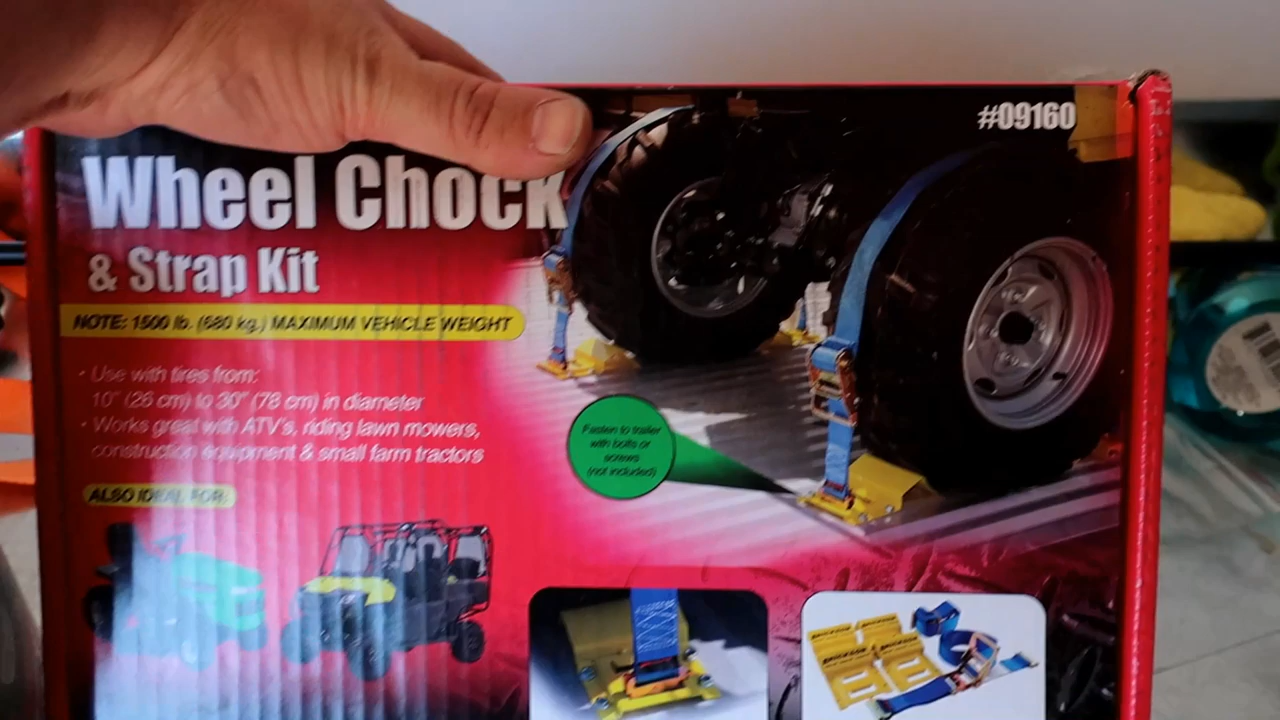 #09160
Wheel Chock
& Strap Kit
NOTE: 1500 lb. (680 kg.) MAXIMUM VEHICLE WEIGHT
• Use with tires from:
10" (26 cm) to 30" (78 cm) in diameter
• Works great with ATV's, riding lawn mowers,
construction equipment & small farm tractors
Fasten to trailer
with bolts or
screws
(not included)
ALSO IDEAL FOR: